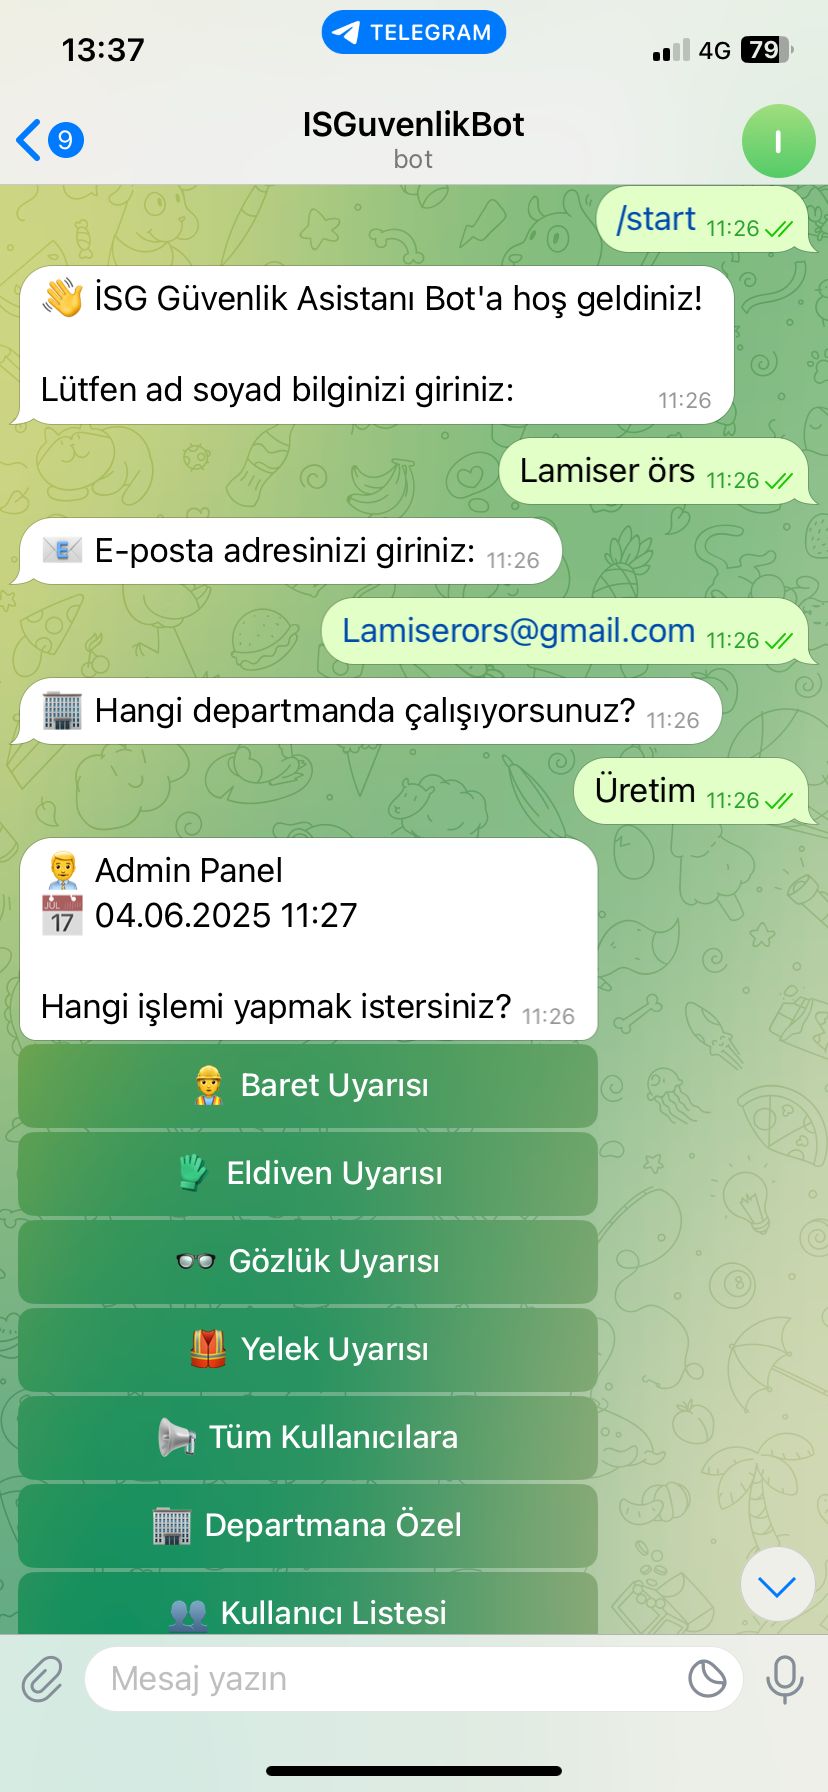 13:37
TELEGRAM
4G
79
9
ISGuvenlikBot
bot
I
/start 11:26
👋 İSG Güvenlik Asistanı Bot'a hoş geldiniz!
Lütfen ad soyad bilginizi giriniz: 11:26
Lamiser örs 11:26
📧 E-posta adresinizi giriniz: 11:26
Lamiserors@gmail.com 11:26
🏢 Hangi departmanda çalışıyorsunuz? 11:26
Üretim 11:26
👨‍💼 Admin Panel
📅 04.06.2025 11:27
Hangi işlemi yapmak istersiniz? 11:26
👷 Baret Uyarısı
🧤 Eldiven Uyarısı
👓 Gözlük Uyarısı
🦺 Yelek Uyarısı
📢 Tüm Kullanıcılara
🏢 Departmana Özel
👥 Kullanıcı Listesi
Mesaj yazın